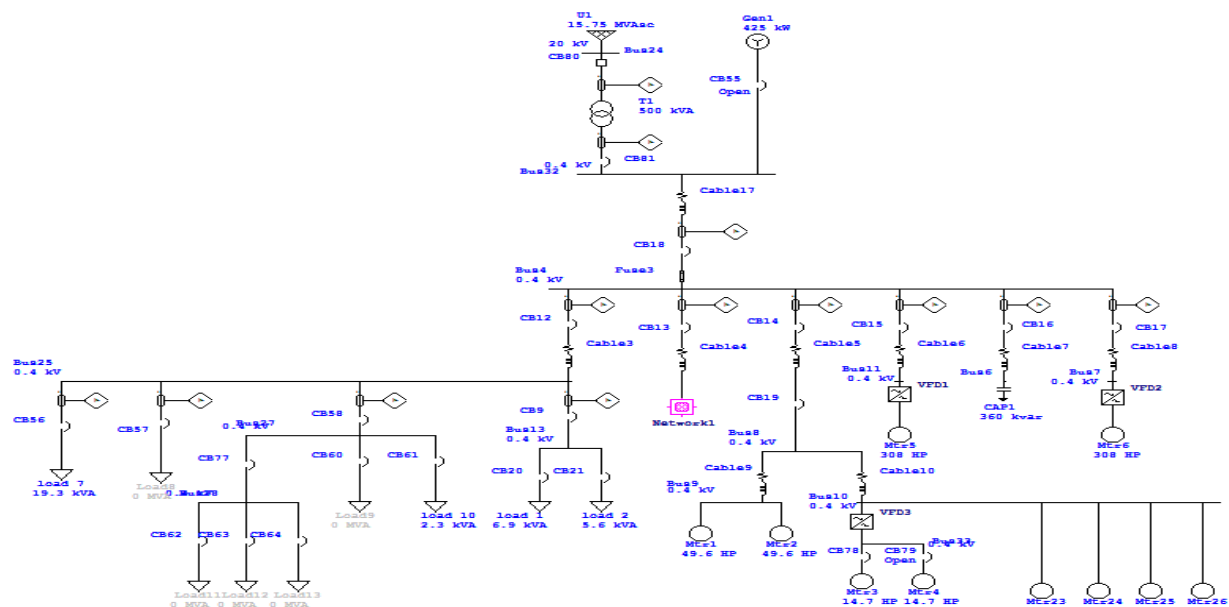 U1
15.75 MVAsc
Gen1
425 kW
20 kV
Bus24
CB80
CB55
Open
T1
500 kVA
CB81
0.4 kV
Bus32
Cable17
CB18
Fuse3
Bus4
0.4 kV
CB12
CB13
CB14
CB15
CB16
CB17
Cable3
Cable4
Cable5
Cable6
Cable7
Cable8
Bus25
0.4 kV
Bus11
0.4 kV
VFD1
Bus6
Bus7
0.4 kV
VFD2
CB56
CB57
CB58
CB9
CB19
CAP1
360 kvar
Network1
Bus27
0.4 kV
Bus13
0.4 kV
Bus8
0.4 kV
Mtr5
308 HP
Mtr6
308 HP
CB77
CB60
CB61
CB20
CB21
Cable9
Cable10
load 7
19.3 kVA
Load8
0 MVA
Bus9
0.4 kV
Bus10
0.4 kV
Load9
0 MVA
load 10
2.3 kVA
load 1
6.9 kVA
load 2
5.6 kVA
VFD3
CB62
CB63
CB64
Mtr1
49.6 HP
Mtr2
49.6 HP
CB78
CB79
Open
0.4 kV
Load11
0 MVA
Load12
0 MVA
Load13
0 MVA
Mtr3
14.7 HP
Mtr4
14.7 HP
Mtr23
Mtr24
Mtr25
Mtr26